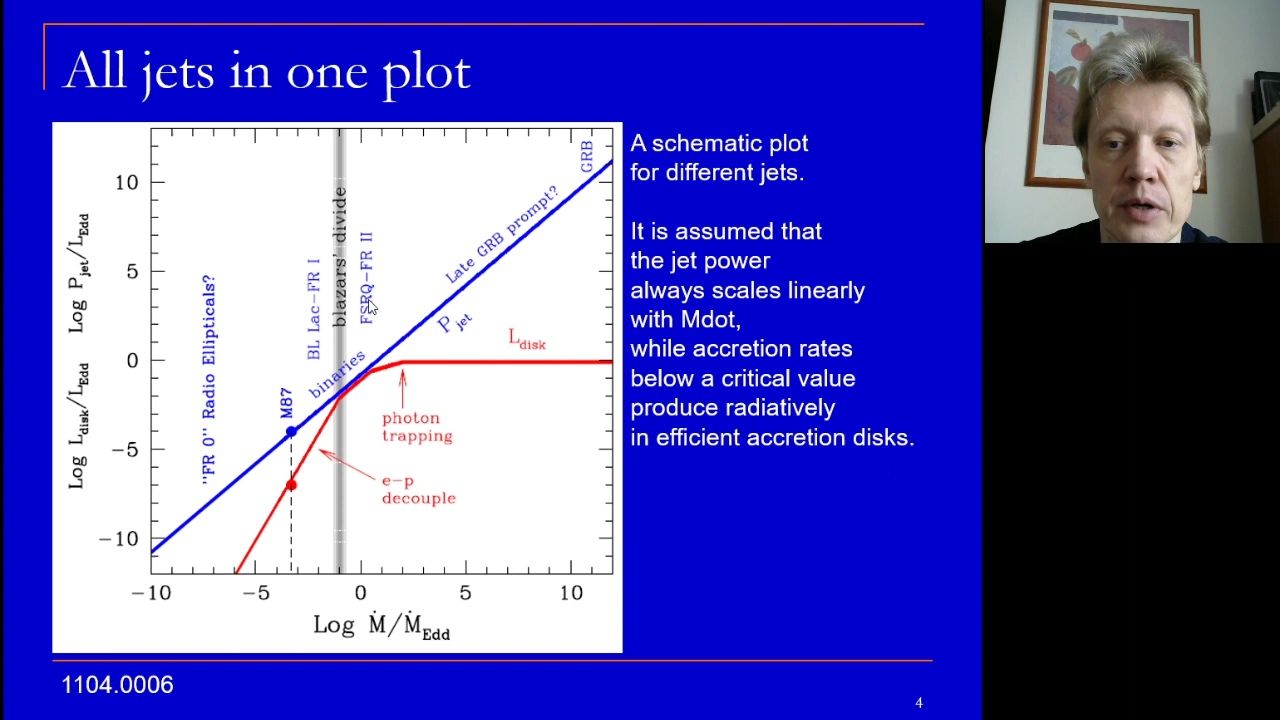 All jets in one plot
A schematic plot
for different jets.
It is assumed that
the jet power
always scales linearly
with Mdot,
while accretion rates
below a critical value
produce radiatively
in efficient accretion disks.
Log P_jet/L_Edd
Log L_disk/L_Edd
10
5
0
−5
−10
"FR 0" Radio Ellipticals?
M87
BL Lac−FR I
binaries
blazars' divide
FSRQ−FR II
Late GRB prompt?
GRB
P_jet
L_disk
photon
trapping
e−p
decouple
−10
−5
0
5
10
Log Ṁ/Ṁ_Edd
1104.0006
4